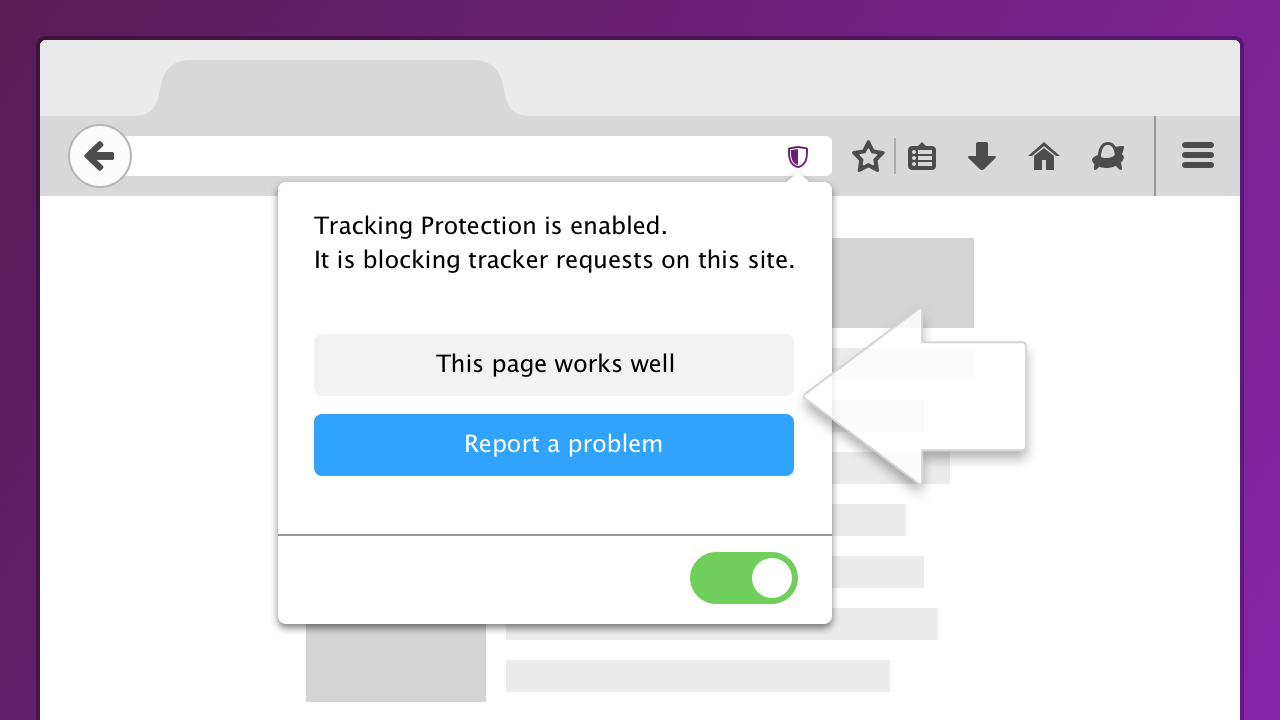 Tracking Protection is enabled.
It is blocking tracker requests on this site.
This page works well
Report a problem